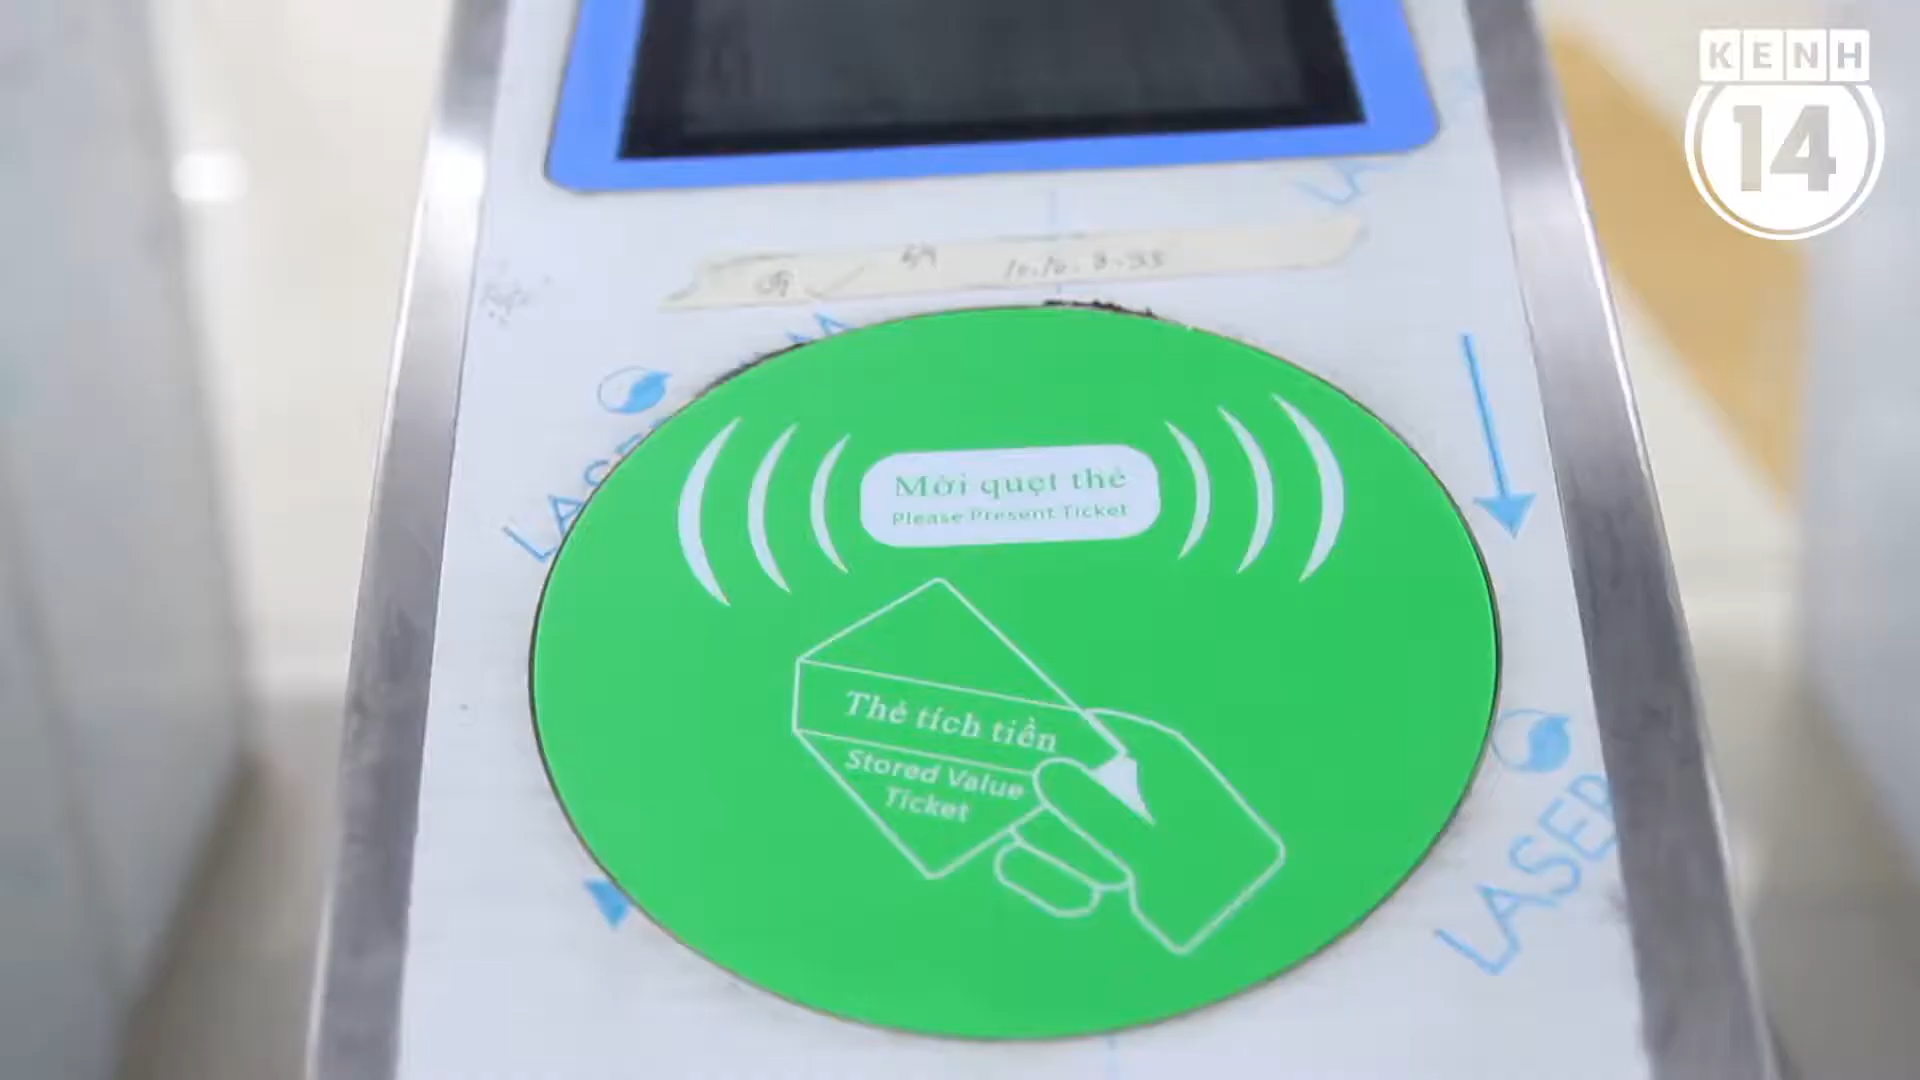 KENH
14
LASER
Mời quẹt thẻ
Please Present Ticket
Thẻ tích tiền
Stored Value
Ticket
LASER